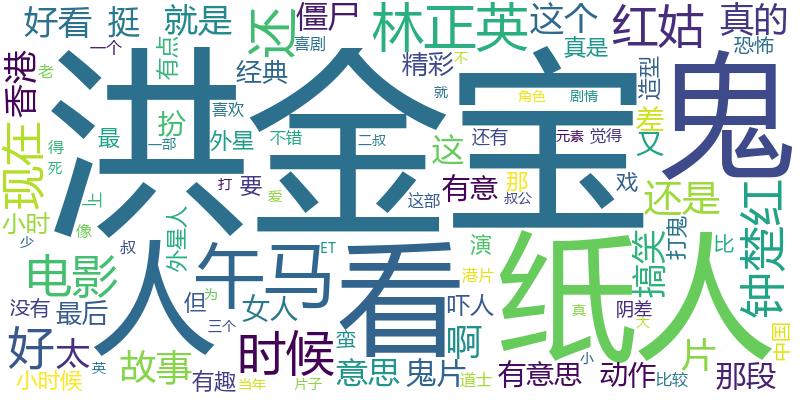 好看 挺 就是 还 僵尸 林正英 这个 红姑 真的
一个 有点 喜剧 真是 恐怖
老 香港 经典 精彩 不 造型 鬼
洪金宝
最 扮 喜欢 就 角色 剧情 差
现在 得 一部 外星 不错 二叔 还有 元素 觉得 又
死 打 要 这 那 戏
小时 上 爱 这部 有意 叔公 还是 钟楚红
少 像 外星人 叔 人 午马 ET 看 演 纸人 搞笑 打鬼 比
电影 但 为 女人 港片 吓人 真 阴差 大
没有 最后 三个 中国
好 太 英 故事 时候 蛮 啊 小 片
小时候 有趣 当年 片子 意思 鬼片 道士 有意思 动作 比较 那段